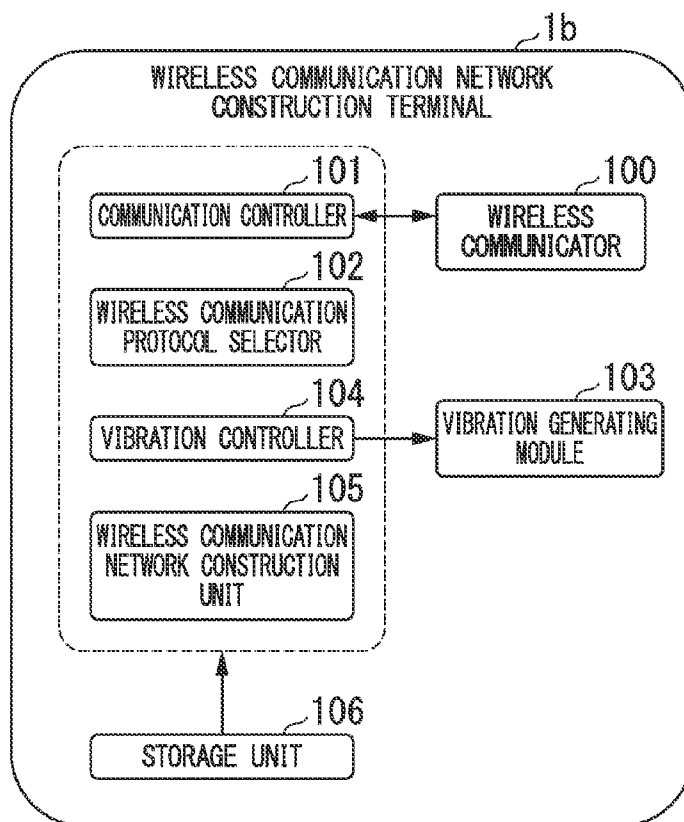 1b
WIRELESS COMMUNICATION NETWORK
CONSTRUCTION TERMINAL
101
COMMUNICATION CONTROLLER
100
WIRELESS
COMMUNICATOR
102
WIRELESS COMMUNICATION
PROTOCOL SELECTOR
104
VIBRATION CONTROLLER
103
VIBRATION GENERATING
MODULE
105
WIRELESS COMMUNICATION
NETWORK CONSTRUCTION
UNIT
106
STORAGE UNIT